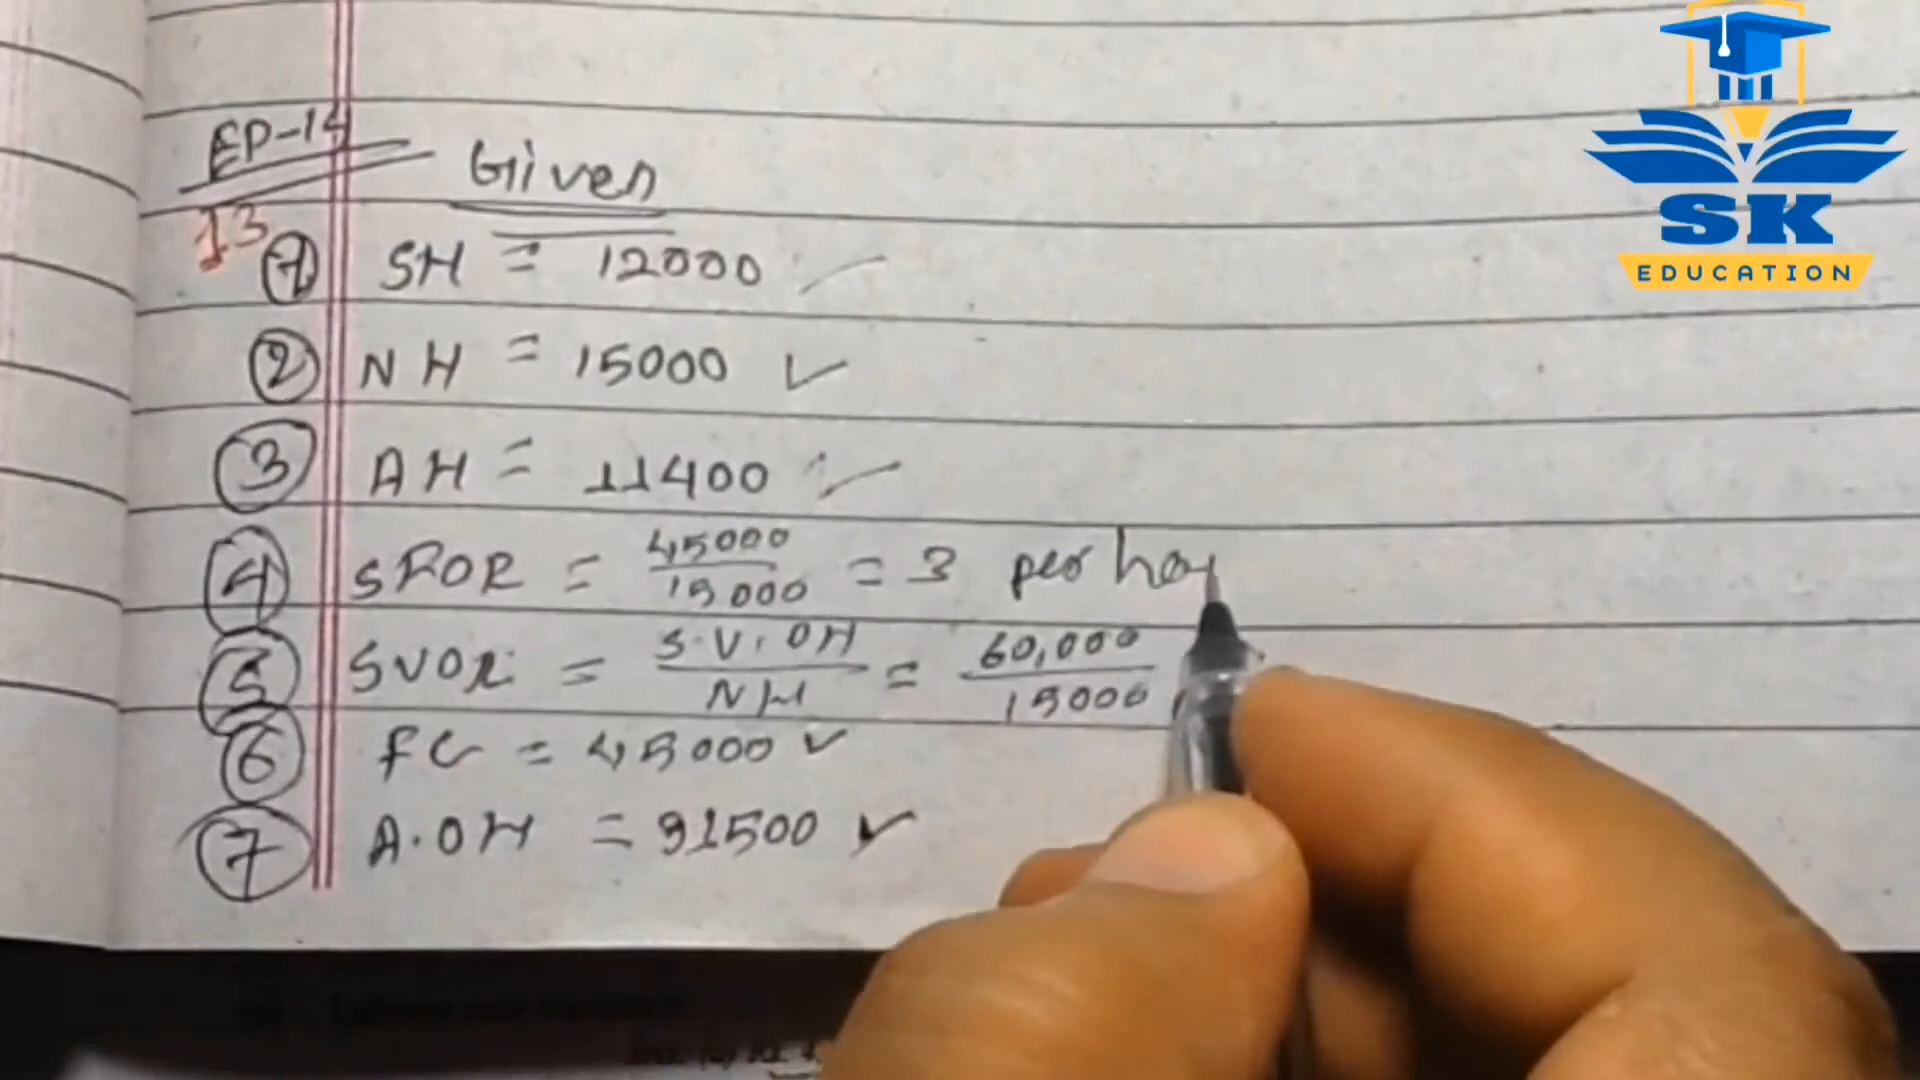 EP-14
Given
13
1 SH = 12000
2 NH = 15000
3 AH = 11400
4 SFOR = 45000/15000 = 3 per hou
5 SVOR = S.V.OH/NH = 60,000/15000
6 FC = 45000
7 A.OH = 91500
SK
EDUCATION